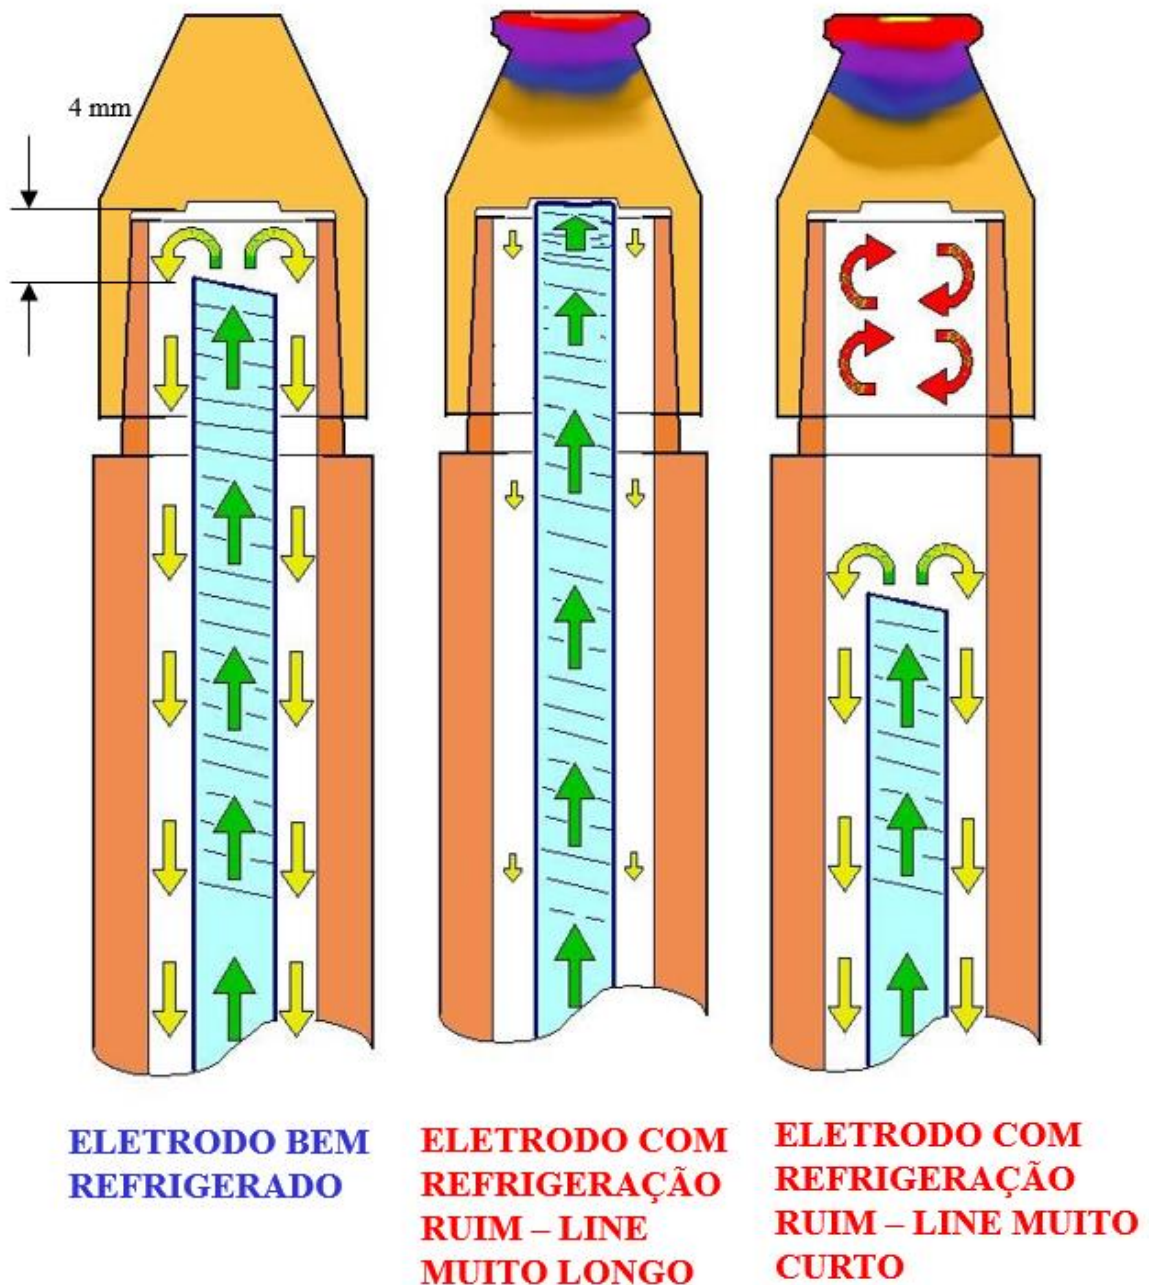 4 mm
ELETRODO BEM
REFRIGERADO
ELETRODO COM
REFRIGERAÇÃO
RUIM – LINE
MUITO LONGO
ELETRODO COM
REFRIGERAÇÃO
RUIM – LINE MUITO
CURTO